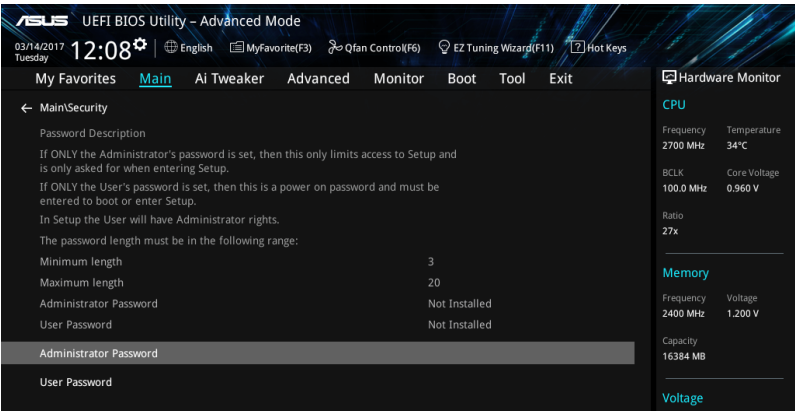 ASUS UEFI BIOS Utility – Advanced Mode
03/14/2017 Tuesday 12:08 English MyFavorite(F3) Qfan Control(F6) EZ Tuning Wizard(F11) ? Hot Keys
My Favorites Main Ai Tweaker Advanced Monitor Boot Tool Exit
← Main\Security
Password Description
If ONLY the Administrator's password is set, then this only limits access to Setup and
is only asked for when entering Setup.
If ONLY the User's password is set, then this is a power on password and must be
entered to boot or enter Setup.
In Setup the User will have Administrator rights.
The password length must be in the following range:
Minimum length 3
Maximum length 20
Administrator Password Not Installed
User Password Not Installed
Administrator Password
User Password
Hardware Monitor
CPU
Frequency Temperature
2700 MHz 34°C
BCLK Core Voltage
100.0 MHz 0.960 V
Ratio
27x
Memory
Frequency Voltage
2400 MHz 1.200 V
Capacity
16384 MB
Voltage